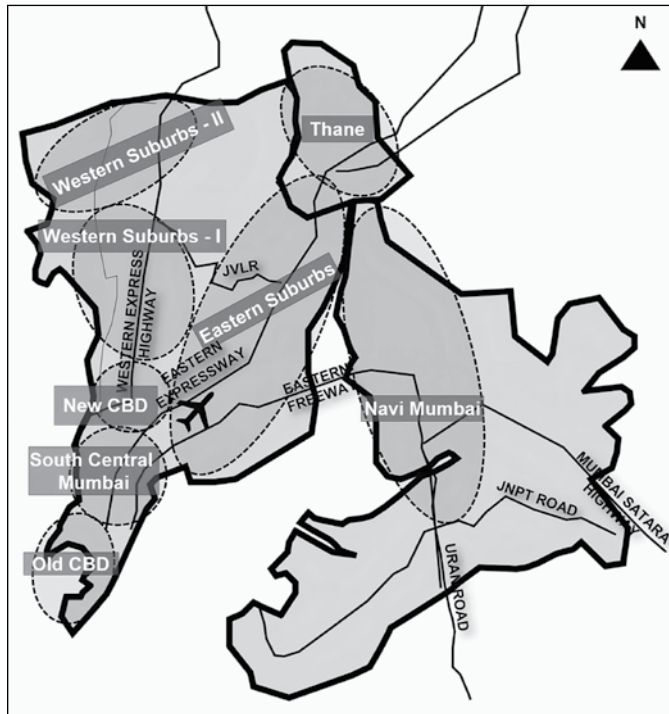 N
Thane
Western Suburbs - II
Western Suburbs - I
JVLR
WESTERN EXPRESS
HIGHWAY
Eastern Suburbs
EASTERN
EXPRESSWAY
EASTERN
FREEWAY
New CBD
Navi Mumbai
South Central
Mumbai
MUMBAI SATARA
HIGHWAY
JNPT ROAD
Old CBD
URAN ROAD